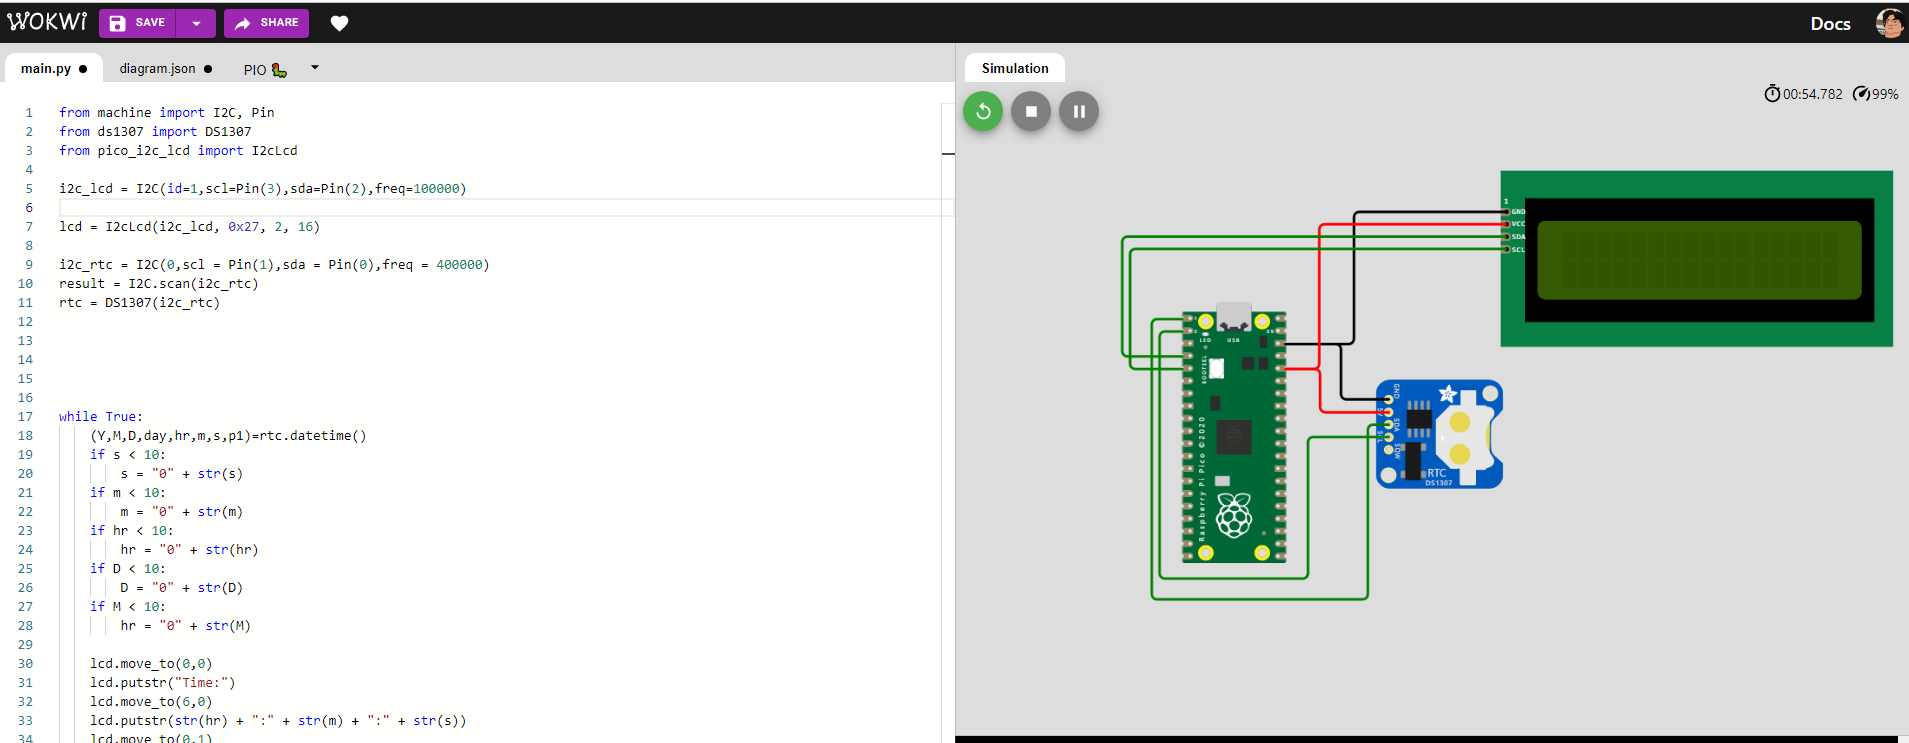 WOKWi
SAVE
SHARE
Docs
main.py
diagram.json
PIO
1 from machine import I2C, Pin
2 from ds1307 import DS1307
3 from pico_i2c_lcd import I2cLcd
4
5 i2c_lcd = I2C(id=1,scl=Pin(3),sda=Pin(2),freq=100000)
6
7 lcd = I2cLcd(i2c_lcd, 0x27, 2, 16)
8
9 i2c_rtc = I2C(0,scl = Pin(1),sda = Pin(0),freq = 400000)
10 result = I2C.scan(i2c_rtc)
11 rtc = DS1307(i2c_rtc)
12
13
14
15
16
17 while True:
18 (Y,M,D,day,hr,m,s,p1)=rtc.datetime()
19 if s < 10:
20 s = "0" + str(s)
21 if m < 10:
22 m = "0" + str(m)
23 if hr < 10:
24 hr = "0" + str(hr)
25 if D < 10:
26 D = "0" + str(D)
27 if M < 10:
28 hr = "0" + str(M)
29
30 lcd.move_to(0,0)
31 lcd.putstr("Time:")
32 lcd.move_to(6,0)
33 lcd.putstr(str(hr) + ":" + str(m) + ":" + str(s))
34 lcd.move_to(0,1)
Simulation
00:54.782
99%
1
GND
VCC
SDA
SCL
LED
USB
BOOTSEL
Raspberry Pi Pico © 2020
GND
SDA
SCL
SQW
RTC
DS1307